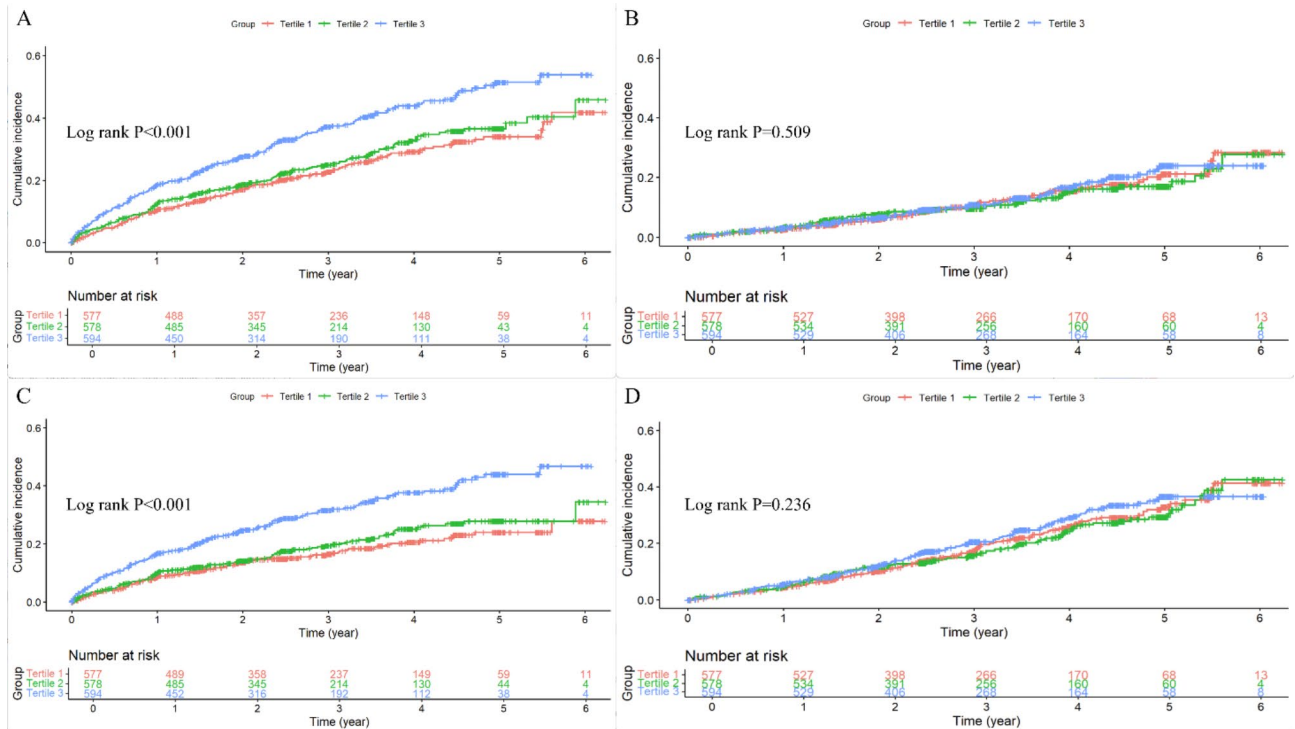 A
Group Tertile 1 Tertile 2 Tertile 3
0.6
0.4
0.2
0.0
Cumulative incidence
Log rank P<0.001
0 1 2 3 4 5 6
Time (year)
Number at risk
Group
Tertile 1 577 488 357 236 148 59 11
Tertile 2 578 485 345 214 130 43 4
Tertile 3 594 450 314 190 111 38 4
0 1 2 3 4 5 6
Time (year)
B
Group Tertile 1 Tertile 2 Tertile 3
0.6
0.4
0.2
0.0
Cumulative incidence
Log rank P=0.509
0 1 2 3 4 5 6
Time (year)
Number at risk
Group
Tertile 1 577 527 398 266 170 68 13
Tertile 2 578 534 391 256 160 60 4
Tertile 3 594 529 406 268 164 58 8
0 1 2 3 4 5 6
Time (year)
C
Group Tertile 1 Tertile 2 Tertile 3
0.6
0.4
0.2
0.0
Cumulative incidence
Log rank P<0.001
0 1 2 3 4 5 6
Time (year)
Number at risk
Group
Tertile 1 577 489 358 237 149 59 11
Tertile 2 578 485 345 214 130 44 4
Tertile 3 594 452 316 192 112 38 4
0 1 2 3 4 5 6
Time (year)
D
Group Tertile 1 Tertile 2 Tertile 3
0.6
0.4
0.2
0.0
Cumulative incidence
Log rank P=0.236
0 1 2 3 4 5 6
Time (year)
Number at risk
Group
Tertile 1 577 527 398 266 170 68 13
Tertile 2 578 534 391 256 160 60 4
Tertile 3 594 529 406 268 164 58 8
0 1 2 3 4 5 6
Time (year)